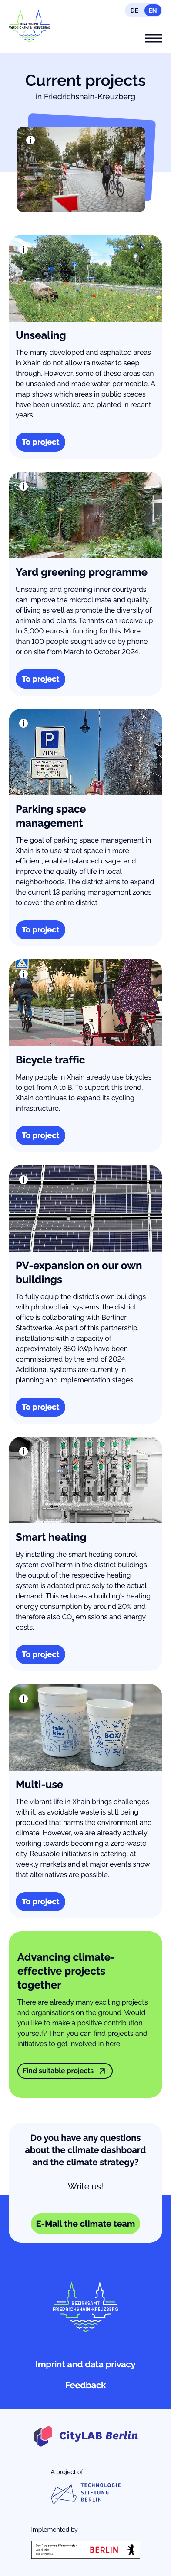 BEZIRKSAMT
FRIEDRICHSHAIN-KREUZBERG
DE
EN
Current projects
in Friedrichshain-Kreuzberg
Unsealing
The many developed and asphalted areas
in Xhain do not allow rainwater to seep
through. However, some of these areas can
be unsealed and made water-permeable. A
map shows which areas in public spaces
have been unsealed and planted in recent
years.
To project
Yard greening programme
Unsealing and greening inner courtyards
can improve the microclimate and quality
of living as well as promote the diversity of
animals and plants. Tenants can receive up
to 3,000 euros in funding for this. More
than 100 people sought advice by phone
or on site from March to October 2024.
To project
P
ZONE
Parking space
management
The goal of parking space management in
Xhain is to use street space in more
efficient, enable balanced usage, and
improve the quality of life in local
neighborhoods. The district aims to expand
the current 13 parking management zones
to cover the entire district.
To project
Bicycle traffic
Many people in Xhain already use bicycles
to get from A to B. To support this trend,
Xhain continues to expand its cycling
infrastructure.
To project
PV-expansion on our own
buildings
To fully equip the district's own buildings
with photovoltaic systems, the district
office is collaborating with Berliner
Stadtwerke. As part of this partnership,
installations with a capacity of
approximately 850 kWp have been
commissioned by the end of 2024.
Additional systems are currently in
planning and implementation stages.
To project
Smart heating
By installing the smart heating control
system ovoTherm in the district buildings,
the output of the respective heating
system is adapted precisely to the actual
demand. This reduces a building's heating
energy consumption by around 20% and
therefore also CO₂ emissions and energy
costs.
To project
fair.
kiez
BOX!
Multi-use
The vibrant life in Xhain brings challenges
with it, as avoidable waste is still being
produced that harms the environment and
climate. However, we are already actively
working towards becoming a zero-waste
city. Reusable initiatives in catering, at
weekly markets and at major events show
that alternatives are possible.
To project
Advancing climate-
effective projects
together
There are already many exciting projects
and organisations on the ground. Would
you like to make a positive contribution
yourself? Then you can find projects and
initiatives to get involved in here!
Find suitable projects
Do you have any questions
about the climate dashboard
and the climate strategy?
Write us!
E-Mail the climate team
BEZIRKSAMT
FRIEDRICHSHAIN-KREUZBERG
Imprint and data privacy
Feedback
CityLAB Berlin
A project of
TECHNOLOGIE
STIFTUNG
BERLIN
Implemented by
Der Regierende Bürgermeister
von Berlin
Senatskanzlei
BERLIN